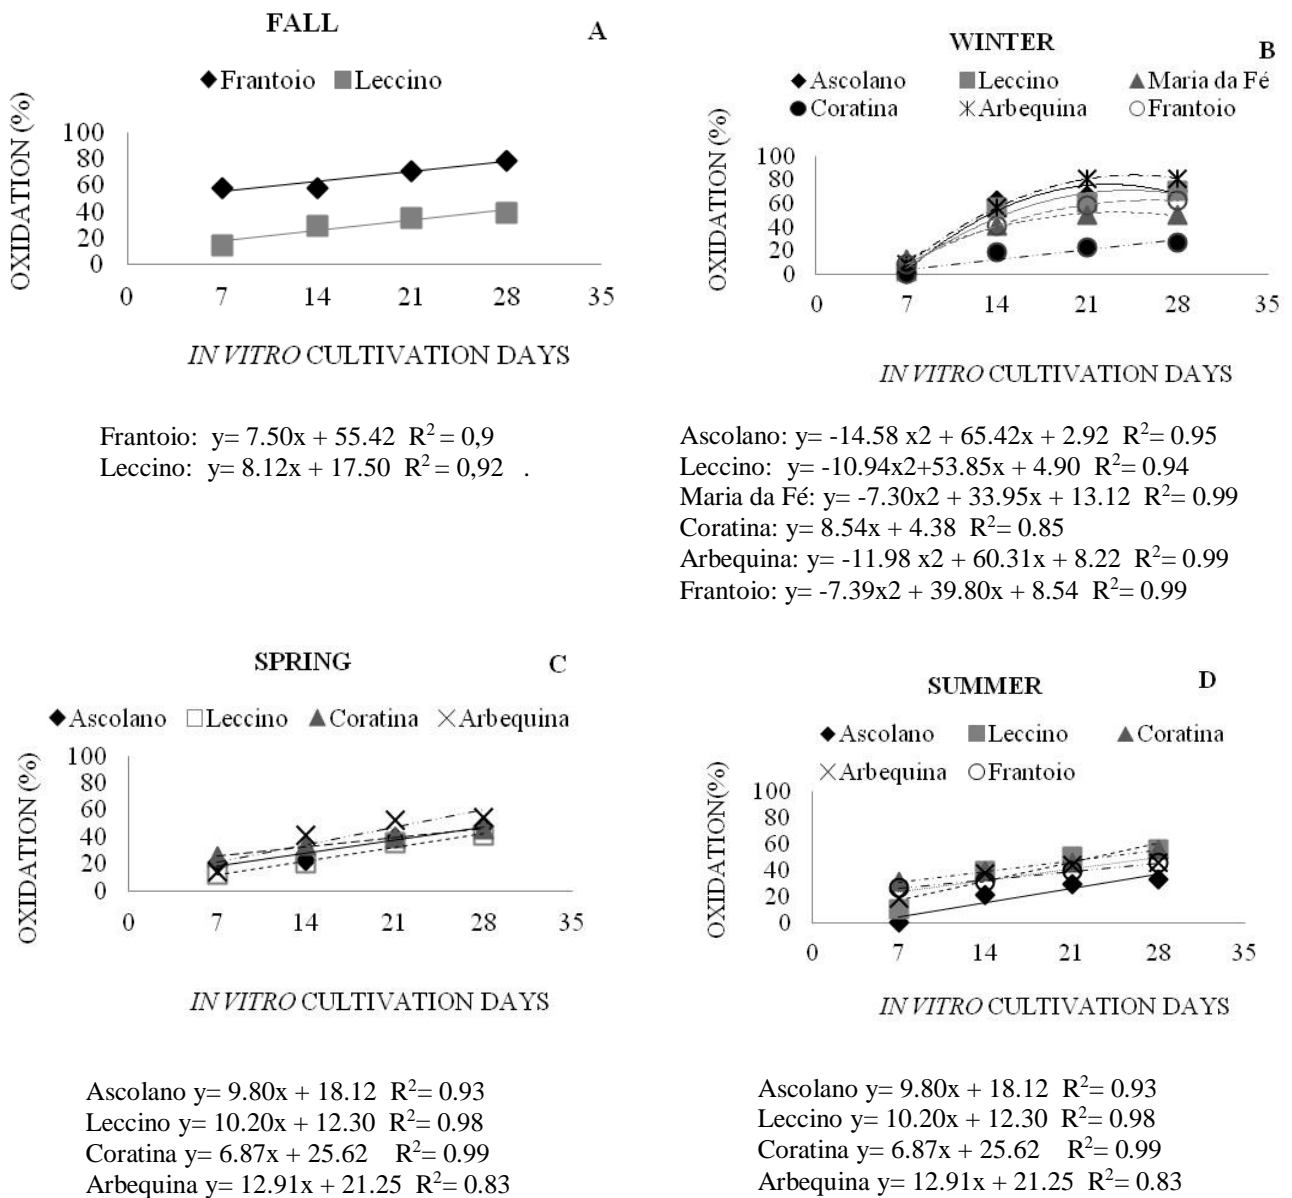 FALL
A
Frantoio Leccino
OXIDATION (%)
100
80
60
40
20
0
0 7 14 21 28 35
IN VITRO CULTIVATION DAYS
Frantoio: y= 7.50x + 55.42 R² = 0,9
Leccino: y= 8.12x + 17.50 R² = 0,92 .
WINTER
B
Ascolano Leccino Maria da Fé
Coratina Arbequina Frantoio
OXIDATION (%)
100
80
60
40
20
0
0 7 14 21 28 35
IN VITRO CULTIVATION DAYS
Ascolano: y= -14.58 x2 + 65.42x + 2.92 R²= 0.95
Leccino: y= -10.94x2+53.85x + 4.90 R²= 0.94
Maria da Fé: y= -7.30x2 + 33.95x + 13.12 R²= 0.99
Coratina: y= 8.54x + 4.38 R²= 0.85
Arbequina: y= -11.98 x2 + 60.31x + 8.22 R²= 0.99
Frantoio: y= -7.39x2 + 39.80x + 8.54 R²= 0.99
SPRING
C
Ascolano Leccino Coratina Arbequina
OXIDATION (%)
100
80
60
40
20
0
0 7 14 21 28 35
IN VITRO CULTIVATION DAYS
Ascolano y= 9.80x + 18.12 R²= 0.93
Leccino y= 10.20x + 12.30 R²= 0.98
Coratina y= 6.87x + 25.62 R²= 0.99
Arbequina y= 12.91x + 21.25 R²= 0.83
SUMMER
D
Ascolano Leccino Coratina
Arbequina Frantoio
OXIDATION(%)
100
80
60
40
20
0
0 7 14 21 28 35
IN VITRO CULTIVATION DAYS
Ascolano y= 9.80x + 18.12 R²= 0.93
Leccino y= 10.20x + 12.30 R²= 0.98
Coratina y= 6.87x + 25.62 R²= 0.99
Arbequina y= 12.91x + 21.25 R²= 0.83